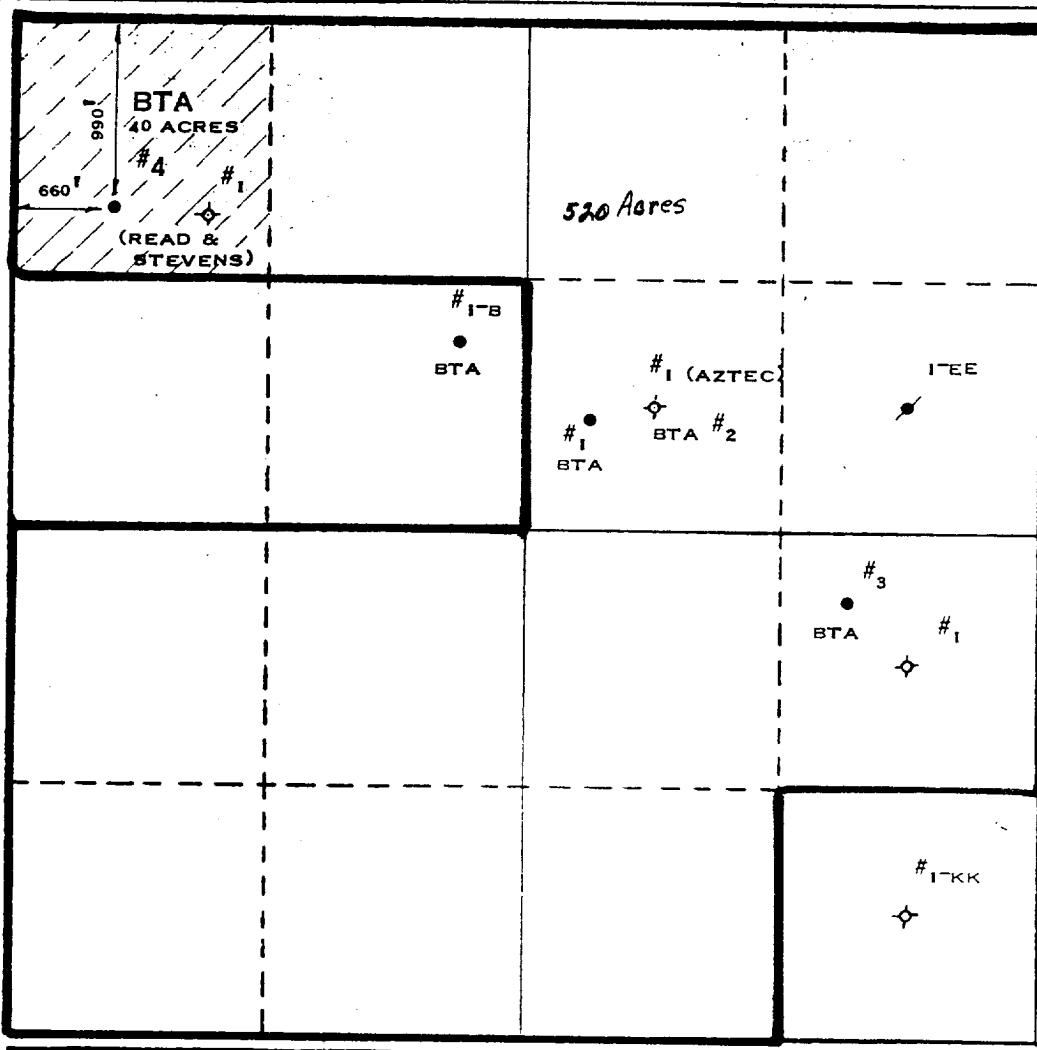 BTA
40 ACRES
990'
#4
#1
660'
(READ &
STEVENS)
520 Acres
#1-B
BTA
#1 (AZTEC)
BTA #2
#1
BTA
1-EE
#3
BTA
#1
#1-KK